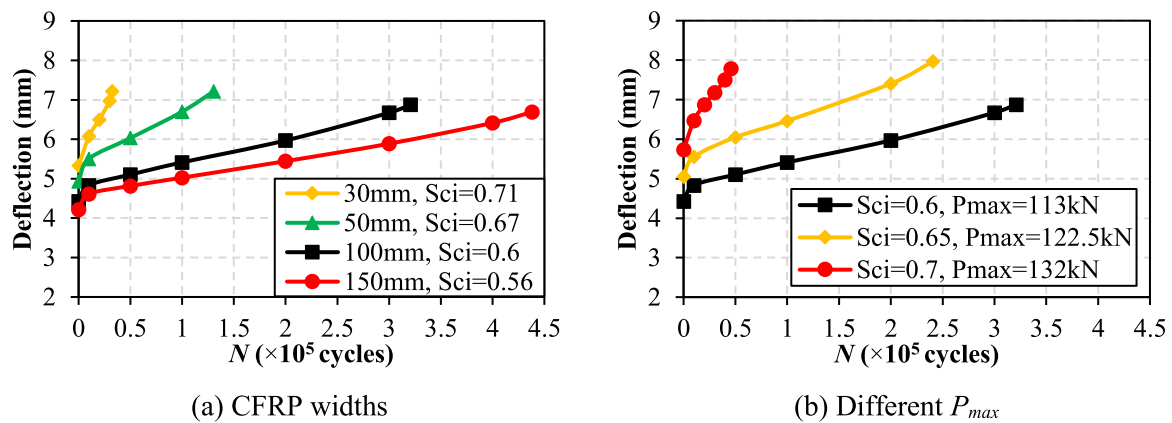 9
8
7
6
5
4
3
2
Deflection (mm)
30mm, Sci=0.71
50mm, Sci=0.67
100mm, Sci=0.6
150mm, Sci=0.56
0 0.5 1 1.5 2 2.5 3 3.5 4 4.5
N (×10⁵ cycles)
(a) CFRP widths
9
8
7
6
5
4
3
2
Deflection (mm)
Sci=0.6, Pmax=113kN
Sci=0.65, Pmax=122.5kN
Sci=0.7, Pmax=132kN
0 0.5 1 1.5 2 2.5 3 3.5 4 4.5
N (×10⁵ cycles)
(b) Different Pmax